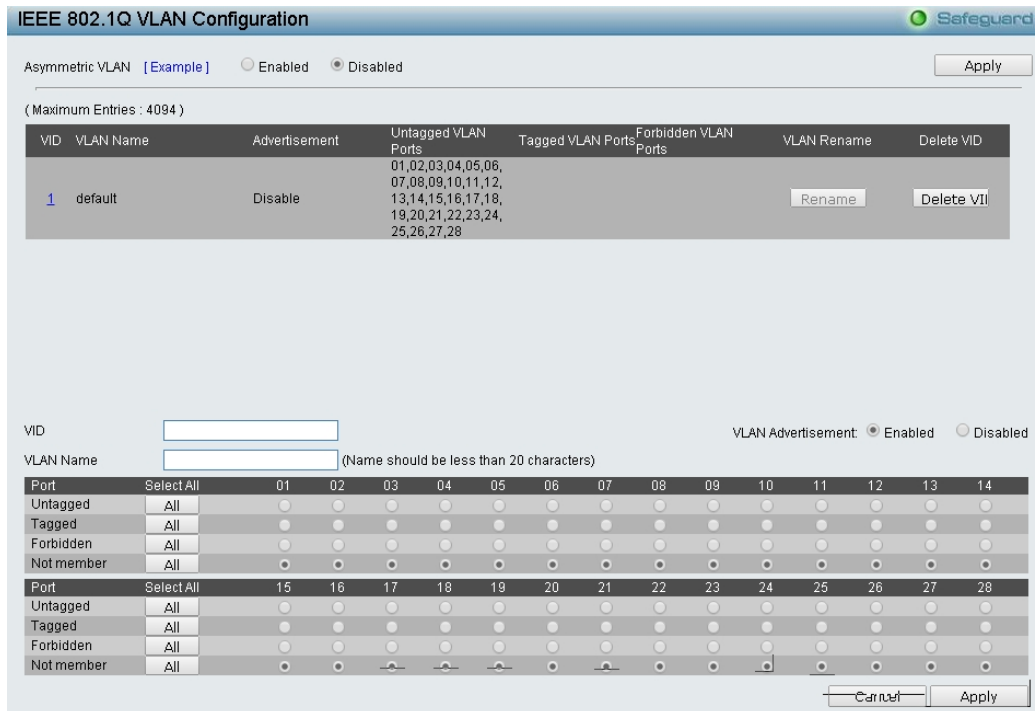 IEEE 802.1Q VLAN Configuration Safeguard
Asymmetric VLAN [ Example ] Enabled Disabled Apply
( Maximum Entries : 4094 )
VID VLAN Name Advertisement Untagged VLAN Ports Tagged VLAN Ports Forbidden VLAN Ports VLAN Rename Delete VID
1 default Disable 01,02,03,04,05,06,
07,08,09,10,11,12,
13,14,15,16,17,18,
19,20,21,22,23,24,
25,26,27,28
Rename Delete VII
VID VLAN Advertisement: Enabled Disabled
VLAN Name (Name should be less than 20 characters)
Port Select All 01 02 03 04 05 06 07 08 09 10 11 12 13 14
Untagged All
Tagged All
Forbidden All
Not member All
Port Select All 15 16 17 18 19 20 21 22 23 24 25 26 27 28
Untagged All
Tagged All
Forbidden All
Not member All
Cancel Apply